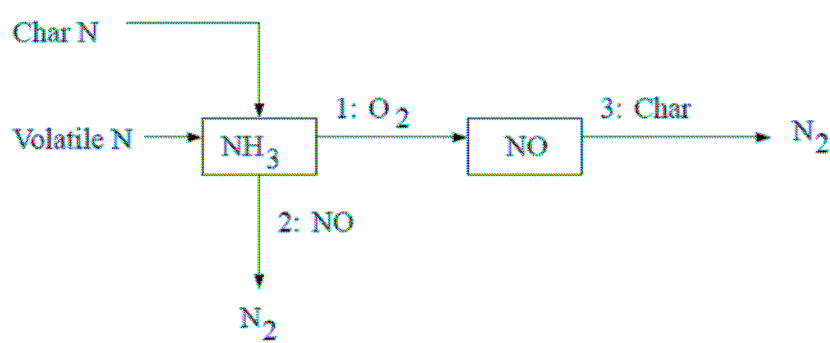 Char N
1: O2
3: Char
Volatile N
NH3
NO
N2
2: NO
N2